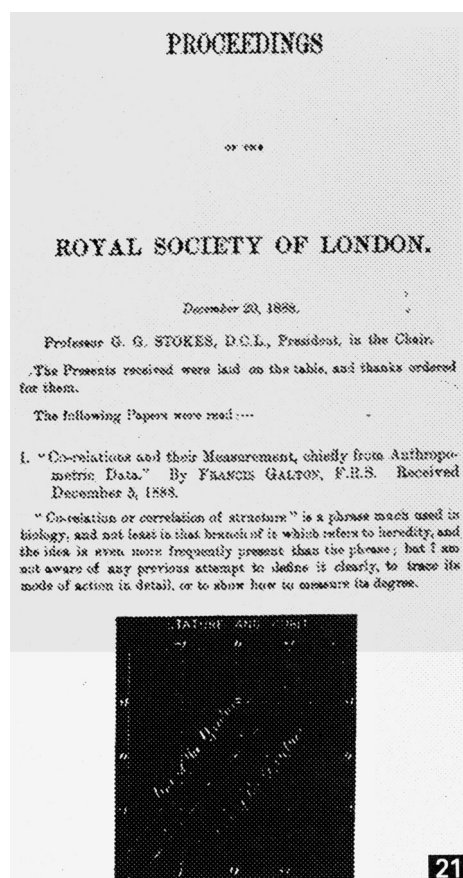 PROCEEDINGS
OF THE
ROYAL SOCIETY OF LONDON.
December 20, 1888.
Professor G. G. STOKES, D.C.L., President, in the Chair.
The Presents received were laid on the table, and thanks ordered
for them.
The following Papers were read:—
I. “Co-relations and their Measurement, chiefly from Anthropo-
metric Data.” By FRANCIS GALTON, F.R.S. Received
December 5, 1888.
“Co-relation or correlation of structure” is a phrase much used in
biology, and not least in that branch of it which refers to heredity, and
the idea is even more frequently present than the phrase; but I am
not aware of any previous attempt to define it clearly, to trace its
mode of action in detail, or to show how to measure its degree.
STATURE AND CUBIT
21